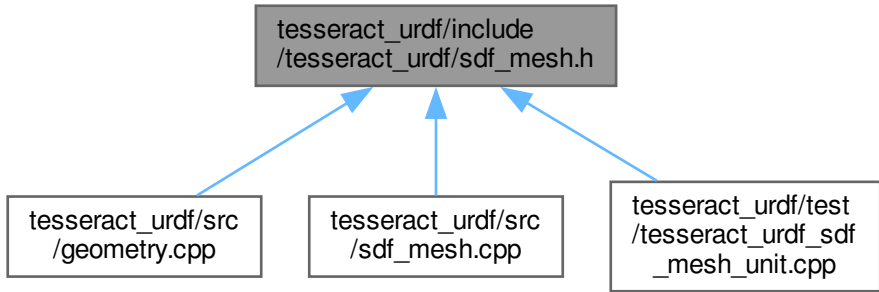 tesseract_urdf/include
/tesseract_urdf/sdf_mesh.h
tesseract_urdf/src
/geometry.cpp
tesseract_urdf/src
/sdf_mesh.cpp
tesseract_urdf/test
/tesseract_urdf_sdf
_mesh_unit.cpp